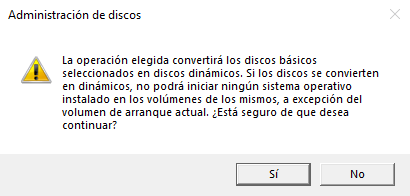 Administración de discos
La operación elegida convertirá los discos básicos
seleccionados en discos dinámicos. Si los discos se convierten
en dinámicos, no podrá iniciar ningún sistema operativo
instalado en los volúmenes de los mismos, a excepción del
volumen de arranque actual. ¿Está seguro de que desea
continuar?
Sí
No